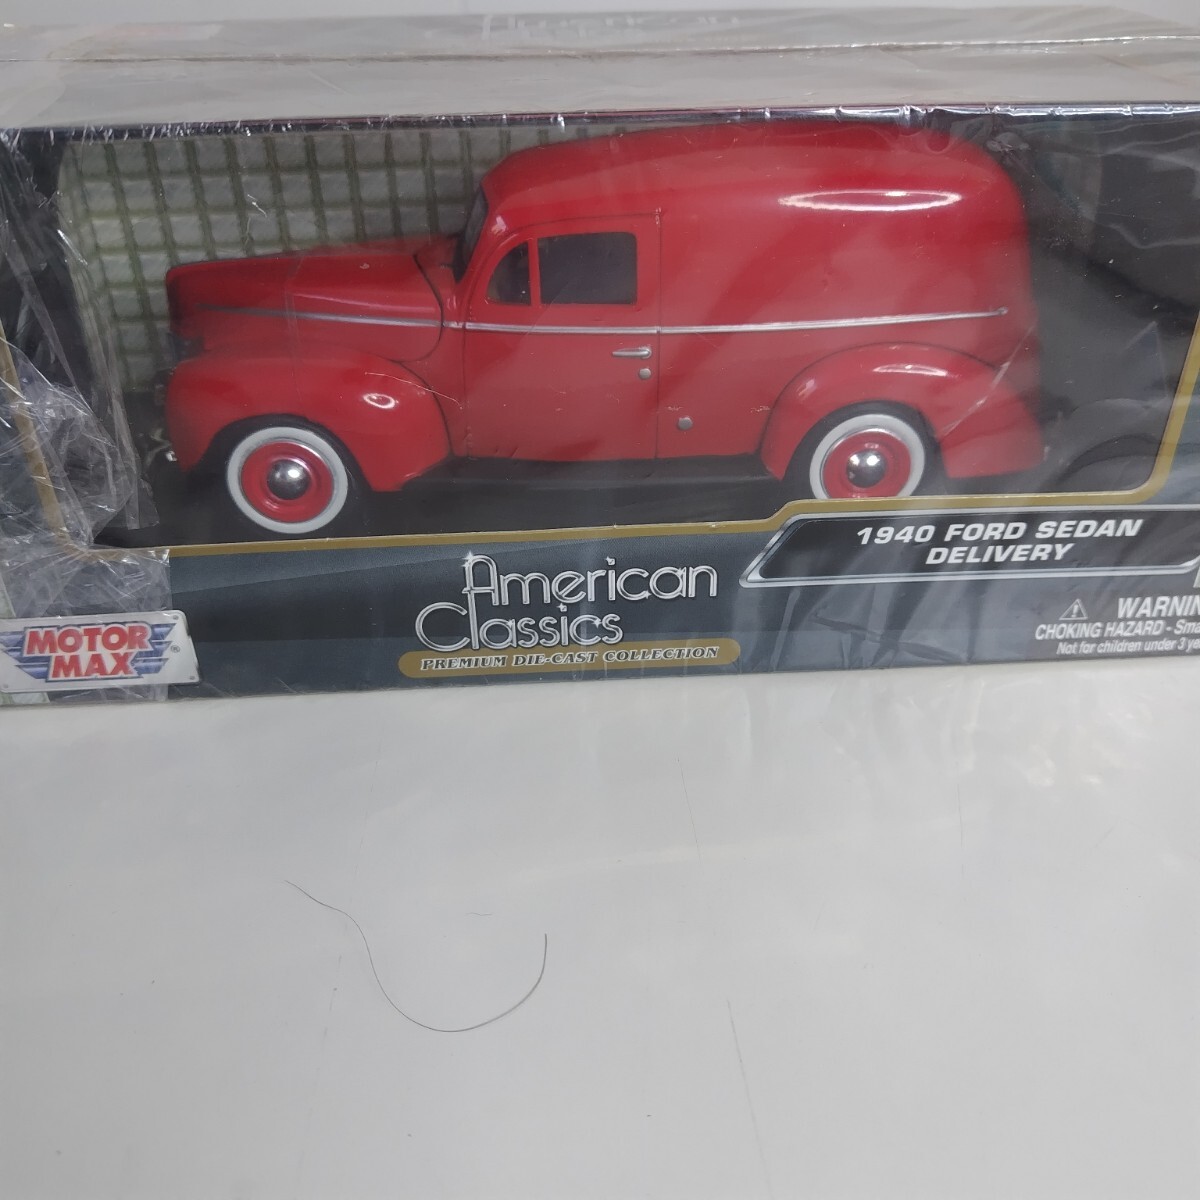 1940 FORD SEDAN
DELIVERY
American
Classics
PREMIUM DIE-CAST COLLECTION
MOTOR
MAX
®
WARNIN
CHOKING HAZARD - Sma
Not for children under 3 ye